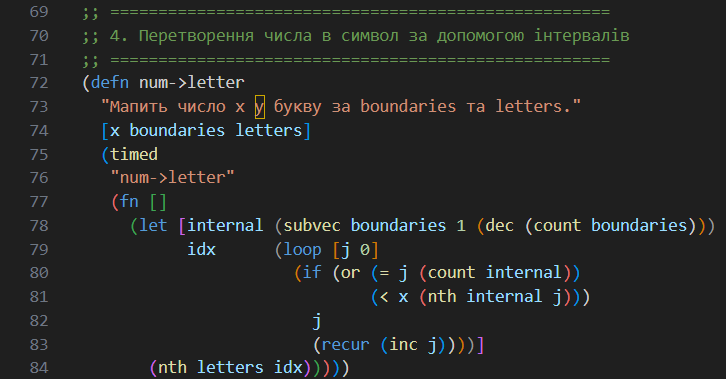 69 ;; ====================================================
70 ;; 4. Перетворення числа в символ за допомогою інтервалів
71 ;; ====================================================
72 (defn num->letter
73   "Мапить число x у букву за boundaries та letters."
74   [x boundaries letters]
75   (timed
76    "num->letter"
77    (fn []
78      (let [internal (subvec boundaries 1 (dec (count boundaries)))
79            idx      (loop [j 0]
80                       (if (or (= j (count internal))
81                               (< x (nth internal j)))
82                         j
83                         (recur (inc j))))]
84        (nth letters idx)))))